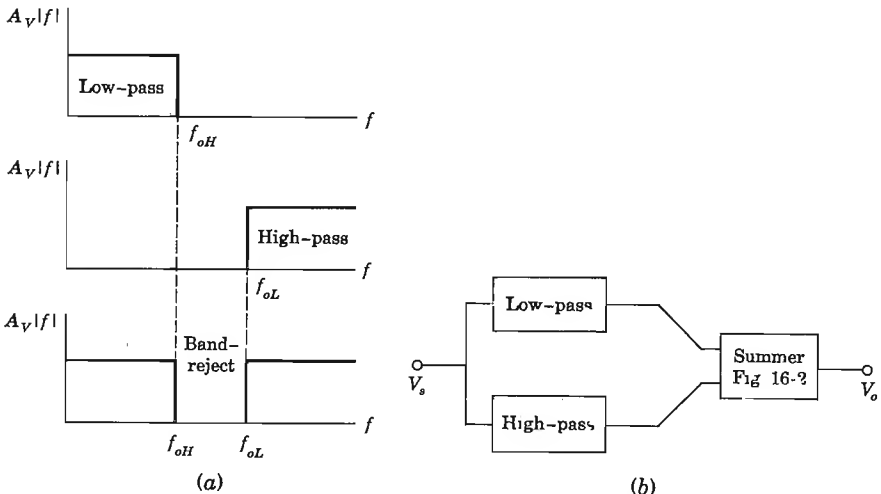 A_V|f|
Low-pass
f
f_oH
A_V|f|
High-pass
f
f_oL
A_V|f|
Band-
reject
f
f_oH
f_oL
(a)
Low-pass
V_s
High-pass
Summer
Fig 16-2
V_o
(b)